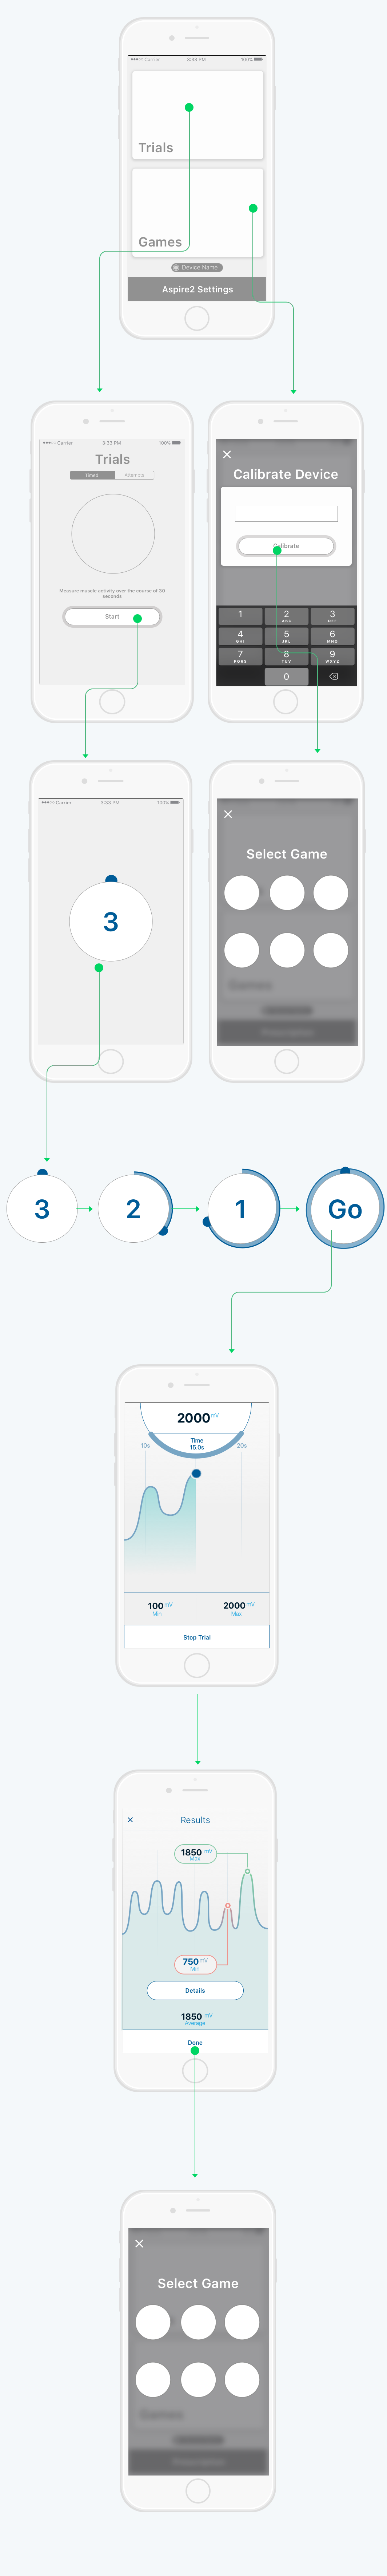 Carrier 3:33 PM 100%
Trials
Games
Device Name
Aspire2 Settings
Carrier 3:33 PM 100%
Trials
Timed Attempts
Measure muscle activity over the course of 30
seconds
Start
Calibrate Device
Calibrate
1 2 3
ABC DEF
4 5 6
GHI JKL MNO
7 8 9
PQRS TUV WXYZ
0
Carrier 3:33 PM 100%
3
Select Game
Games
3 2 1 Go
2000 mV
Time
15.0s
10s 20s
100 mV
Min
2000 mV
Max
Stop Trial
Results
1850 mV
Max
750 mV
Min
Details
1850 mV
Average
Done
Select Game
Games